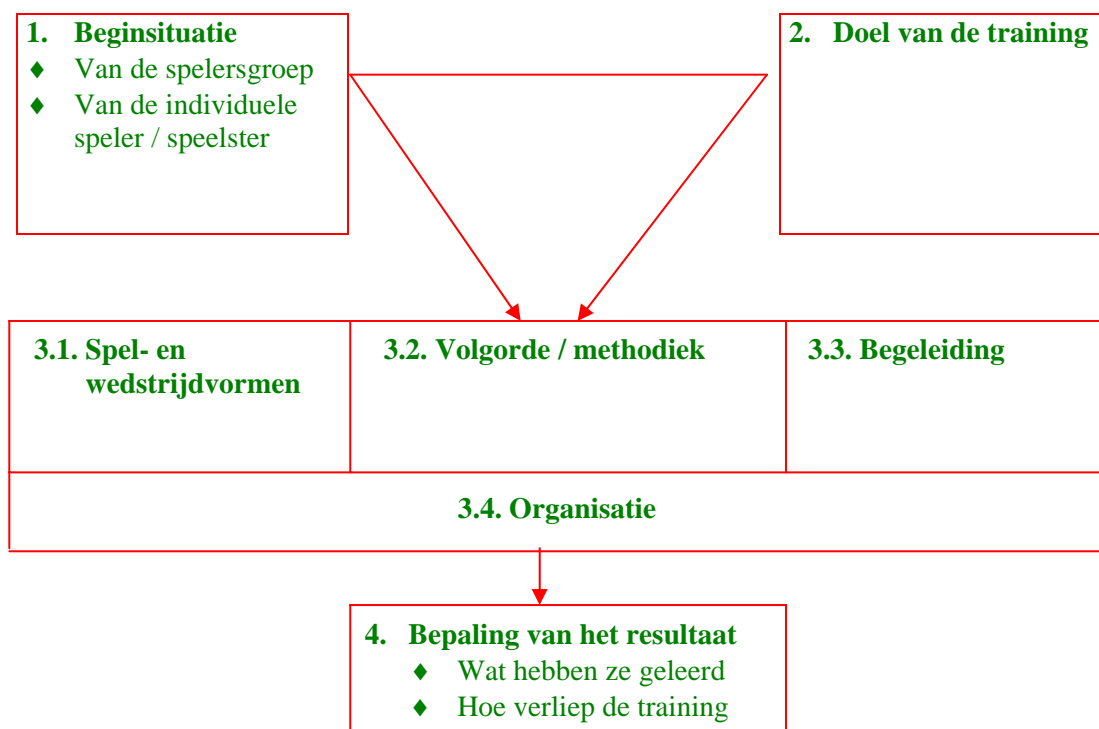 1. Beginsituatie
♦ Van de spelersgroep
♦ Van de individuele
speler / speelster
2. Doel van de training
3.1. Spel- en
wedstrijdvormen
3.2. Volgorde / methodiek
3.3. Begeleiding
3.4. Organisatie
4. Bepaling van het resultaat
♦ Wat hebben ze geleerd
♦ Hoe verliep de training